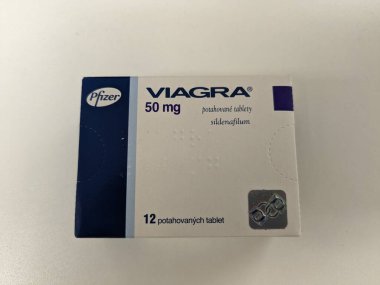 Pfizer
VIAGRA®
50 mg
potahované tablety
sildenafilum
12 potahovaných tablet